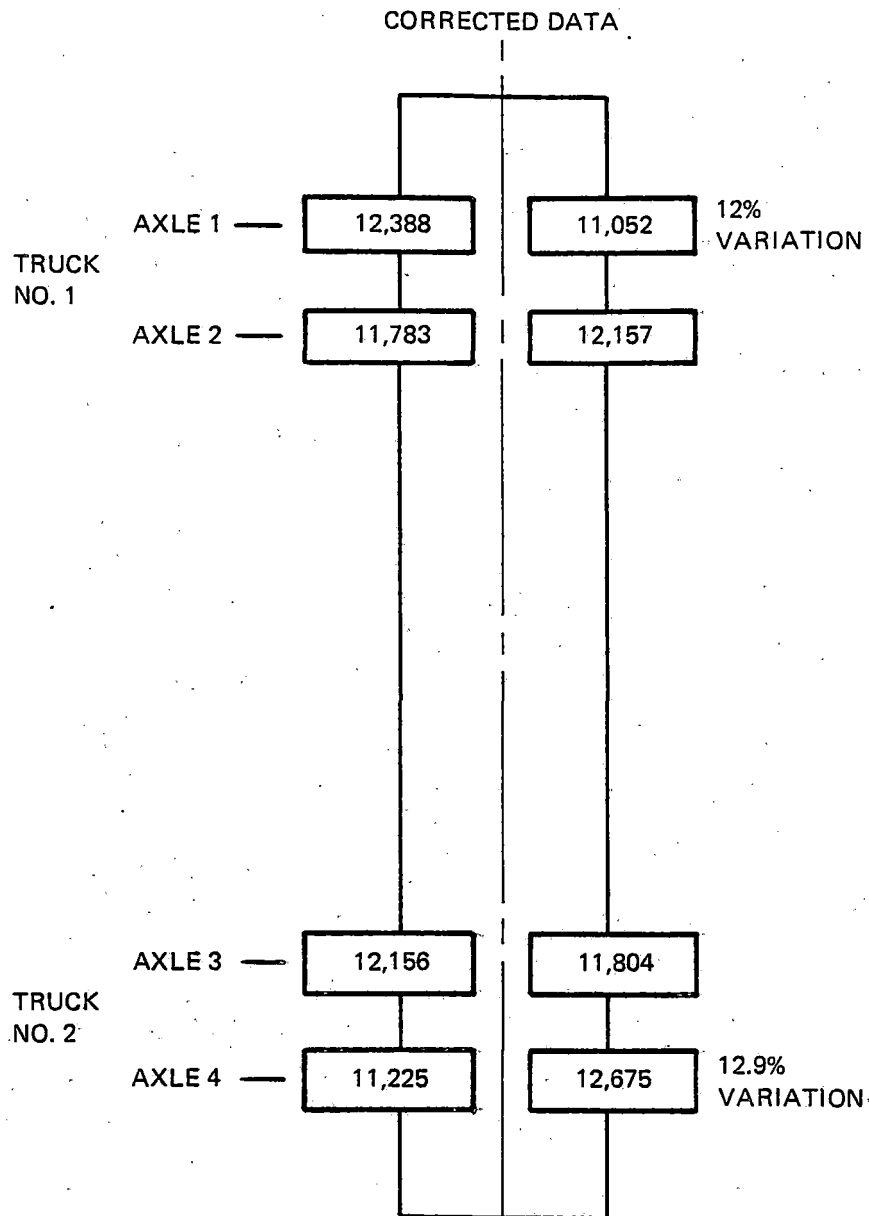 CORRECTED DATA
TRUCK
NO. 1
AXLE 1 12,388 11,052 12%
VARIATION
AXLE 2 11,783 12,157
TRUCK
NO. 2
AXLE 3 12,156 11,804
AXLE 4 11,225 12,675 12.9%
VARIATION